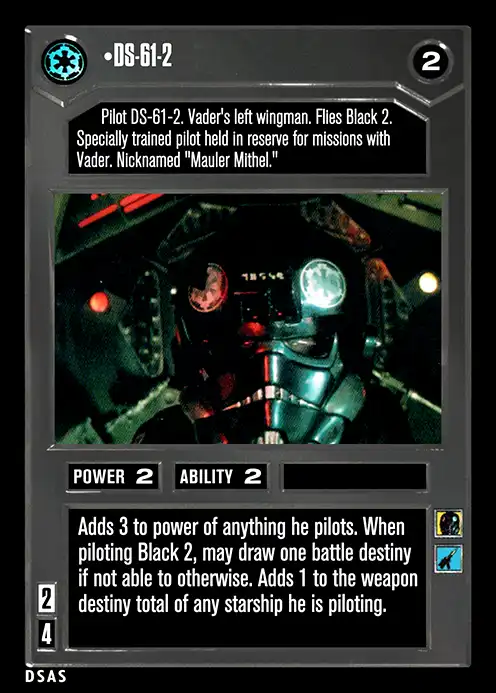 •DS-61-2
2
Pilot DS-61-2. Vader's left wingman. Flies Black 2.
Specially trained pilot held in reserve for missions with
Vader. Nicknamed "Mauler Mithel."
POWER 2 ABILITY 2
Adds 3 to power of anything he pilots. When
piloting Black 2, may draw one battle destiny
if not able to otherwise. Adds 1 to the weapon
destiny total of any starship he is piloting.
2
4
DSAS